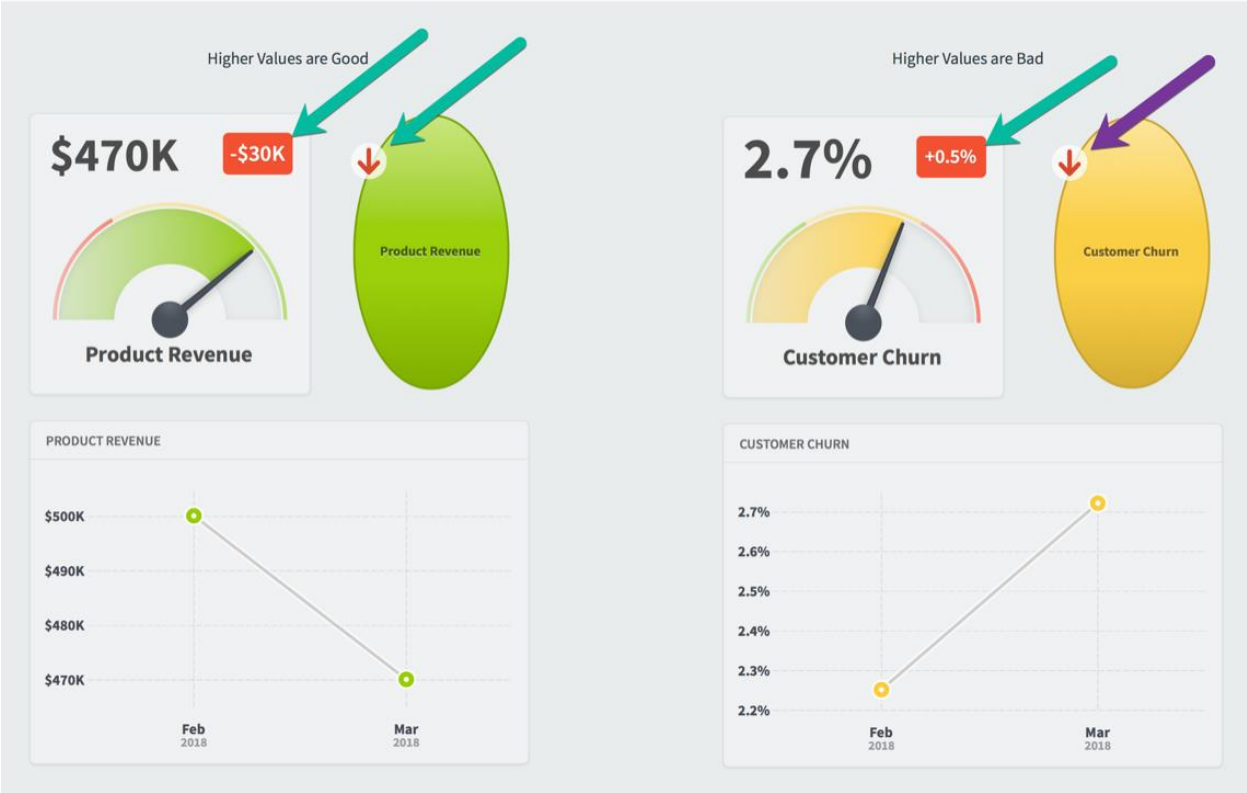 Higher Values are Good
$470K
-$30K
Product Revenue
Product Revenue
PRODUCT REVENUE
$500K
$490K
$480K
$470K
Feb
2018
Mar
2018
Higher Values are Bad
2.7%
+0.5%
Customer Churn
Customer Churn
CUSTOMER CHURN
2.7%
2.6%
2.5%
2.4%
2.3%
2.2%
Feb
2018
Mar
2018